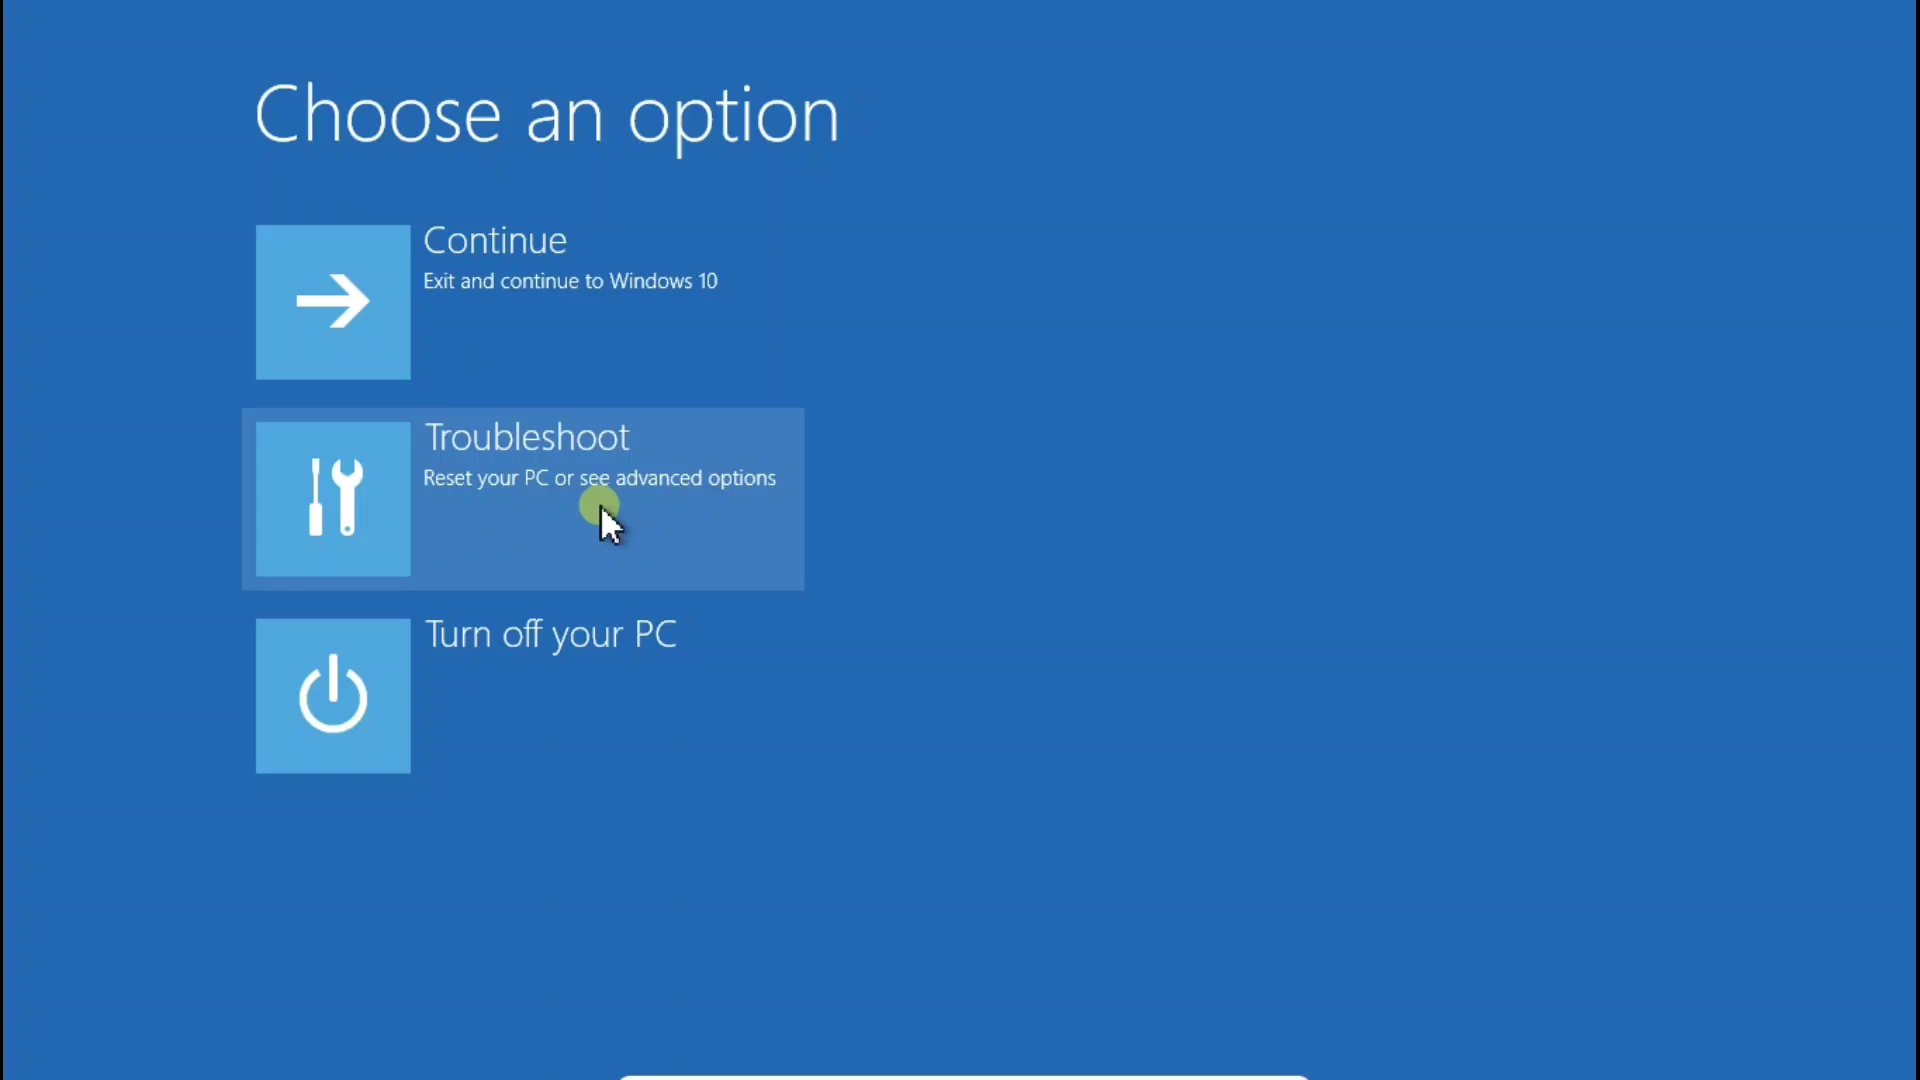 Choose an option
Continue
Exit and continue to Windows 10
Troubleshoot
Reset your PC or see advanced options
Turn off your PC